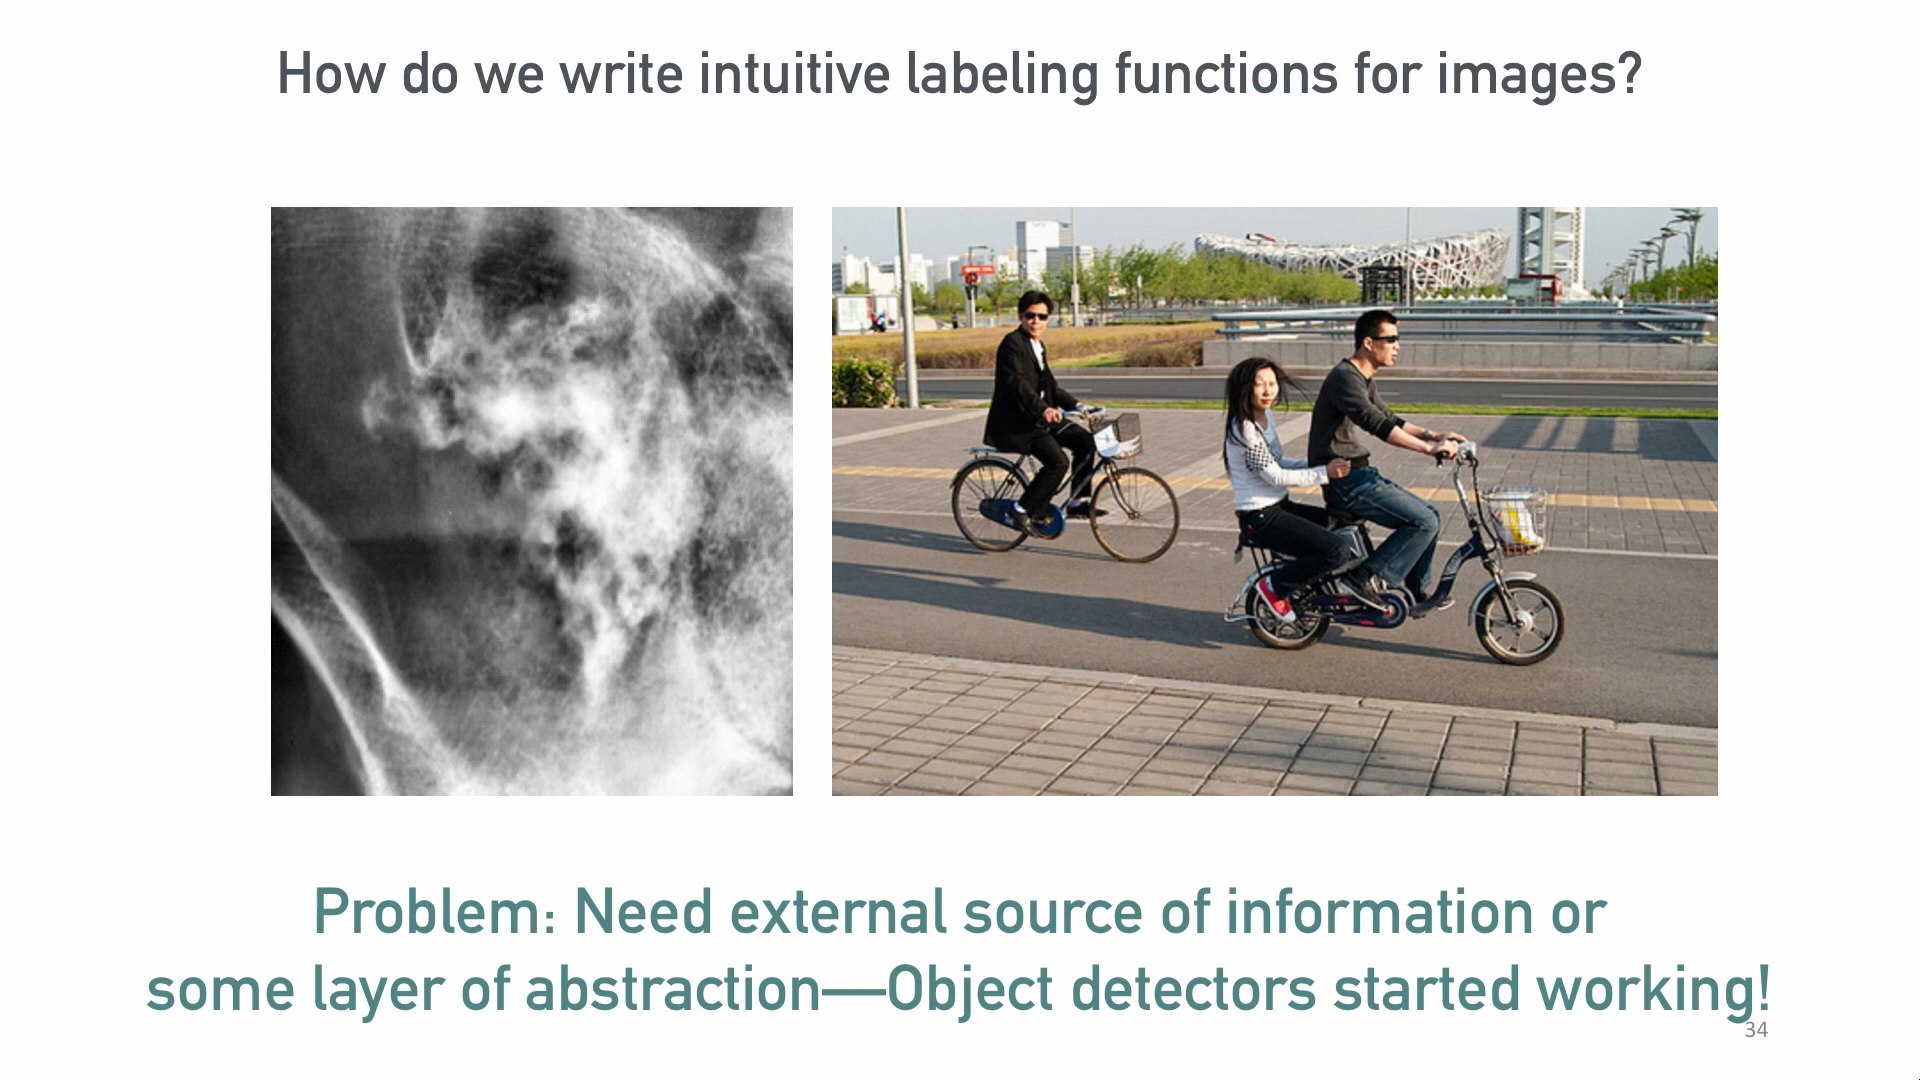 How do we write intuitive labeling functions for images?
Problem: Need external source of information or
some layer of abstraction—Object detectors started working!
34